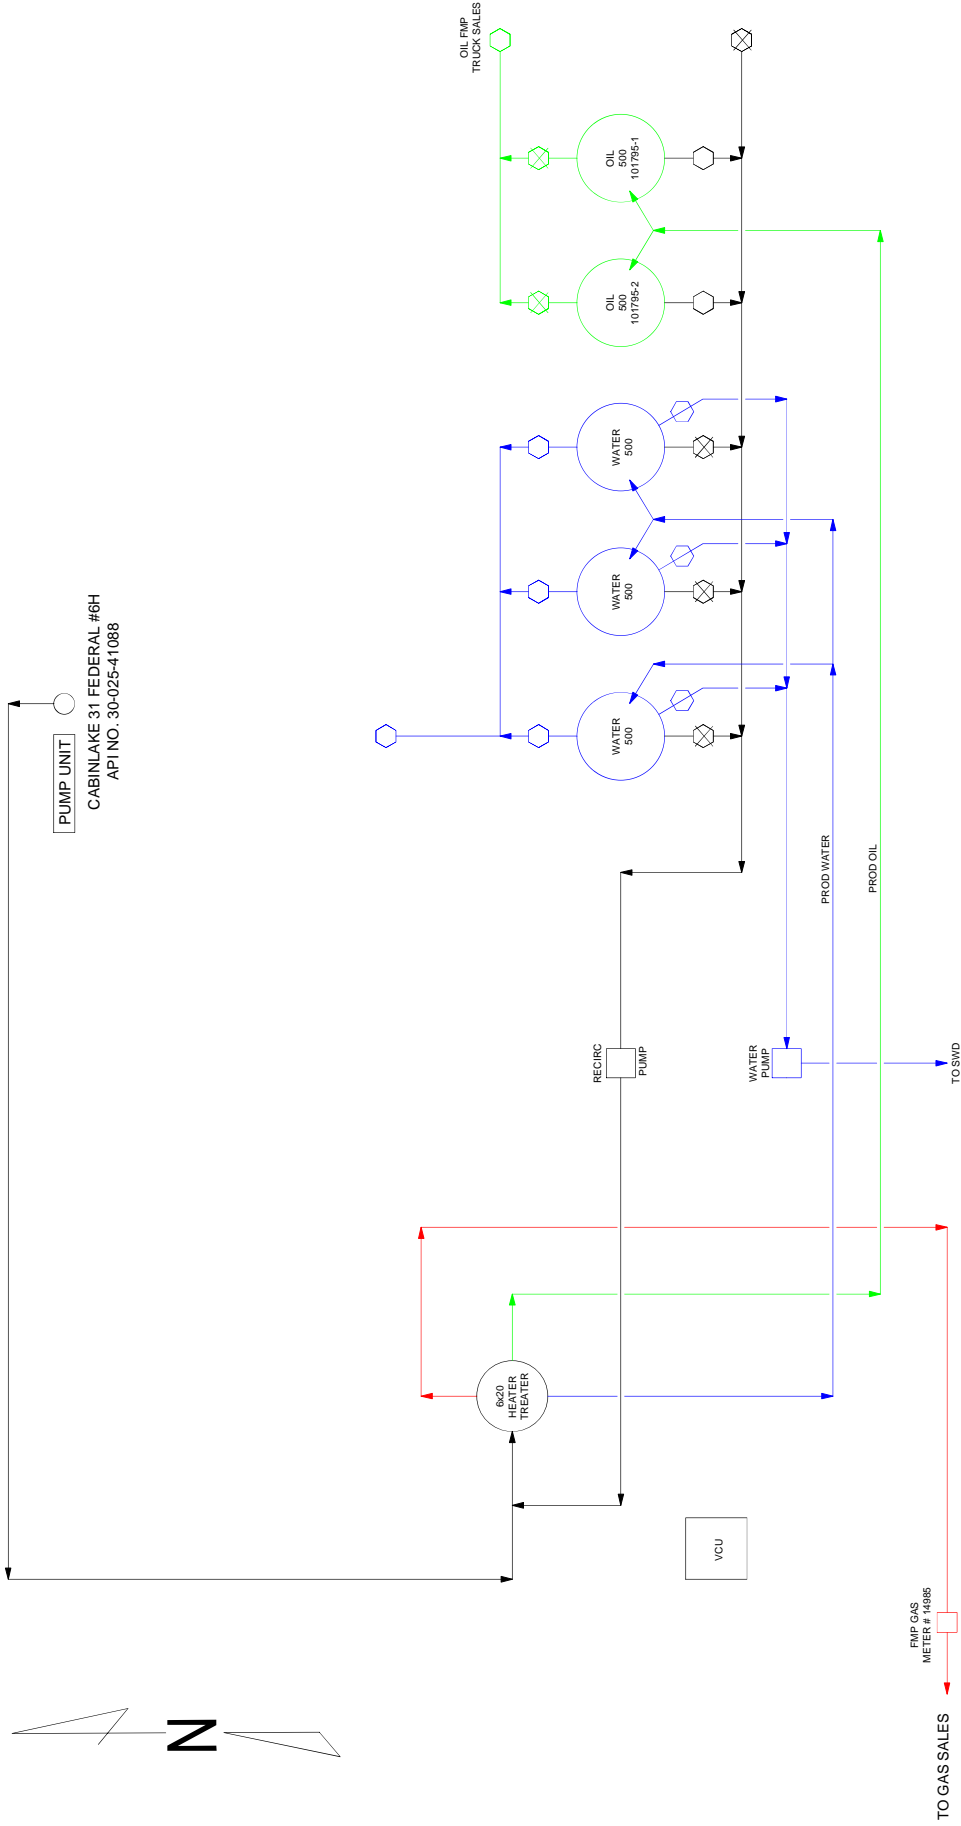 OIL FMP
TRUCK SALES
OIL
500
101795-1
OIL
500
101795-2
WATER
500
WATER
500
WATER
500
PUMP UNIT
CABINLAKE 31 FEDERAL #6H
API NO. 30-025-41088
PROD WATER
PROD OIL
RECIRC
PUMP
WATER
PUMP
TO SWD
6x20
HEATER
TREATER
VCU
FMP GAS
METER # 14985
N
TO GAS SALES